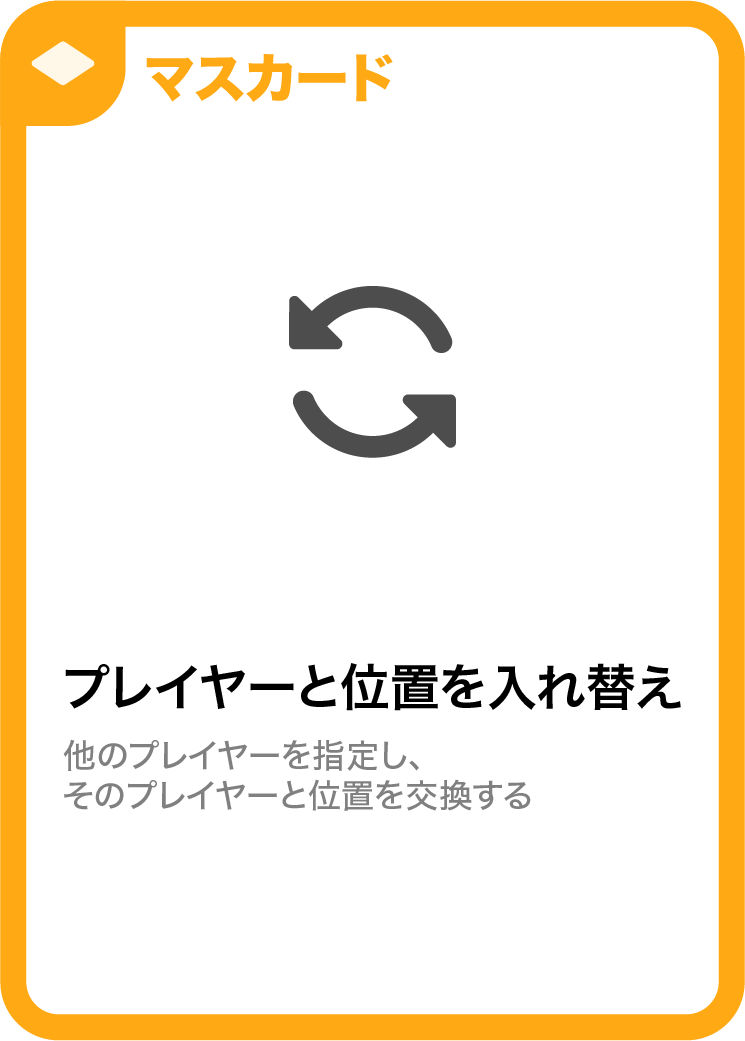 マスカード
プレイヤーと位置を入れ替え
他のプレイヤーを指定し、
そのプレイヤーと位置を交換する